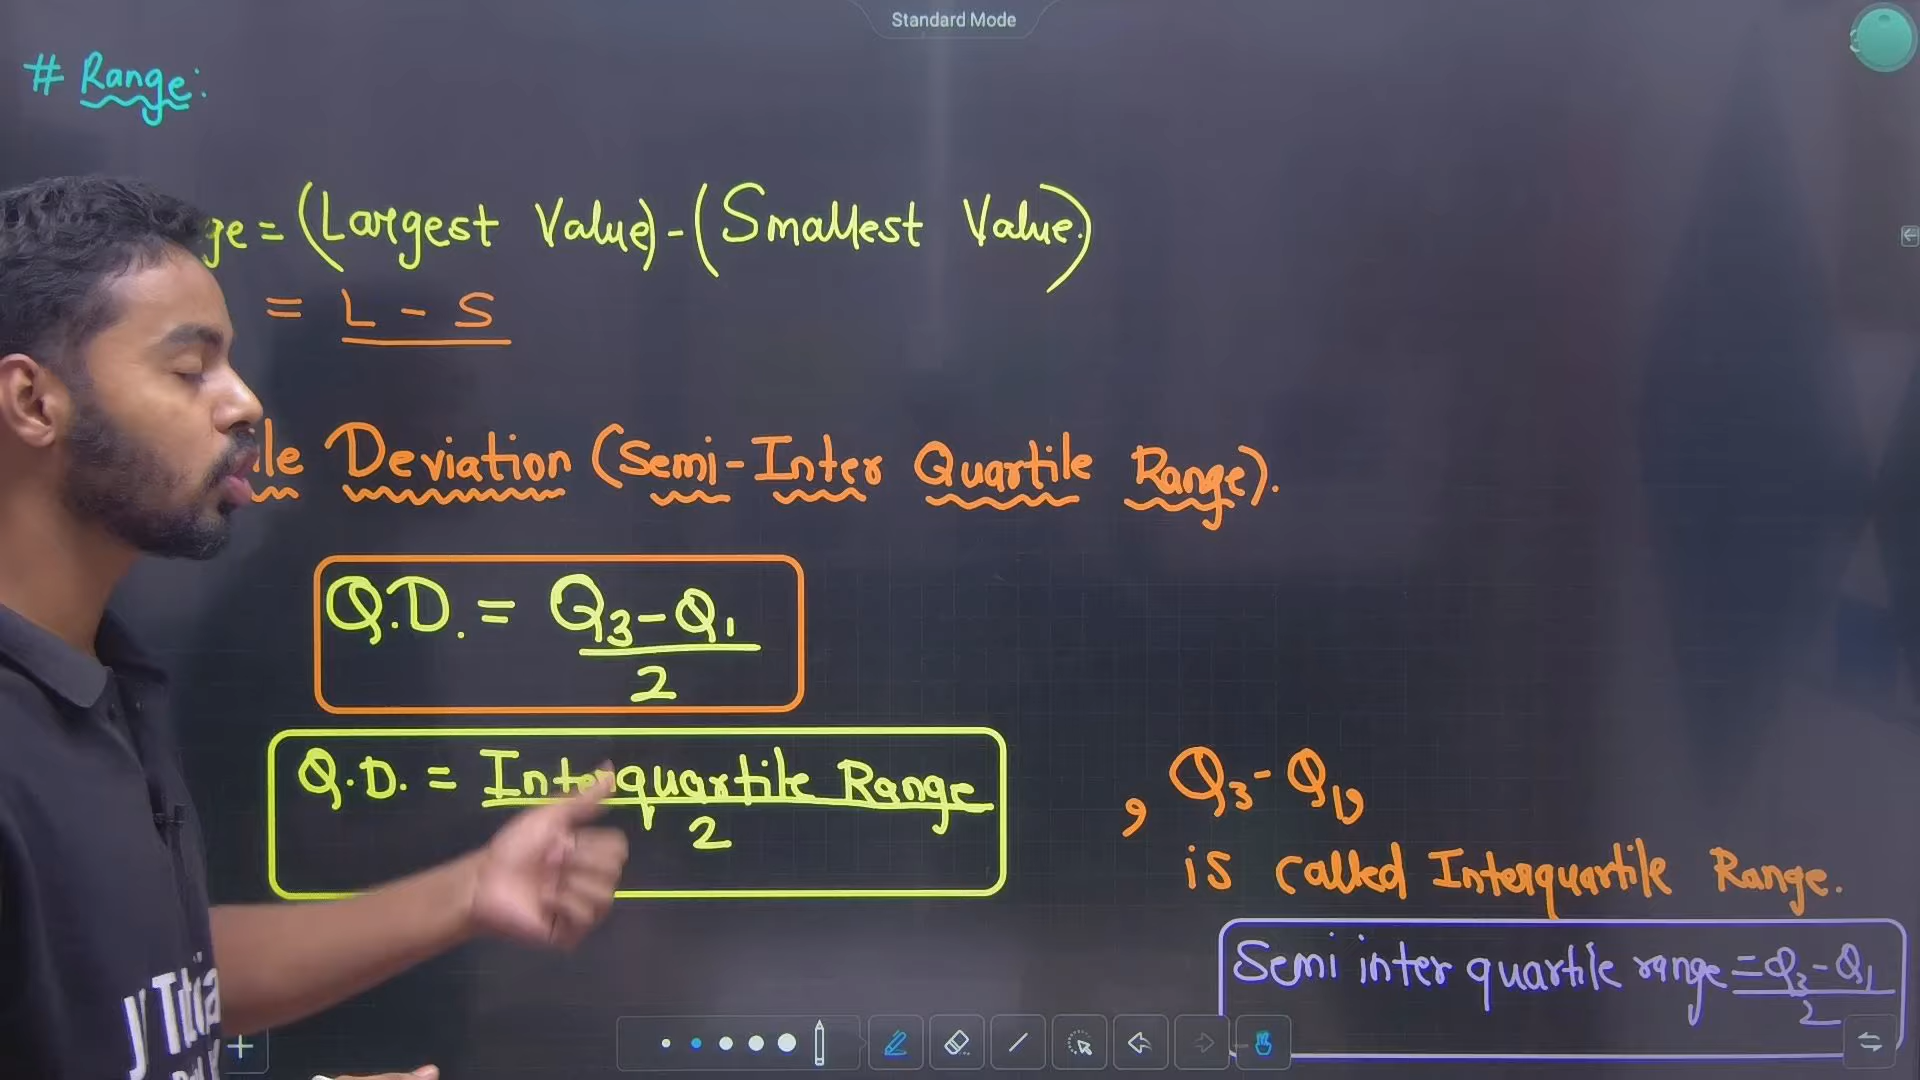 Standard Mode
# Range:
ge = (Largest Value) - (Smallest Value.)
= L - S
ile Deviation (Semi-Inter Quartile Range).
Q.D. = Q3-Q1
2
Q.D. = Interquartile Range
2
, Q3-Q1,
is called Interquartile Range.
Semi inter quartile range = Q3-Q1
2